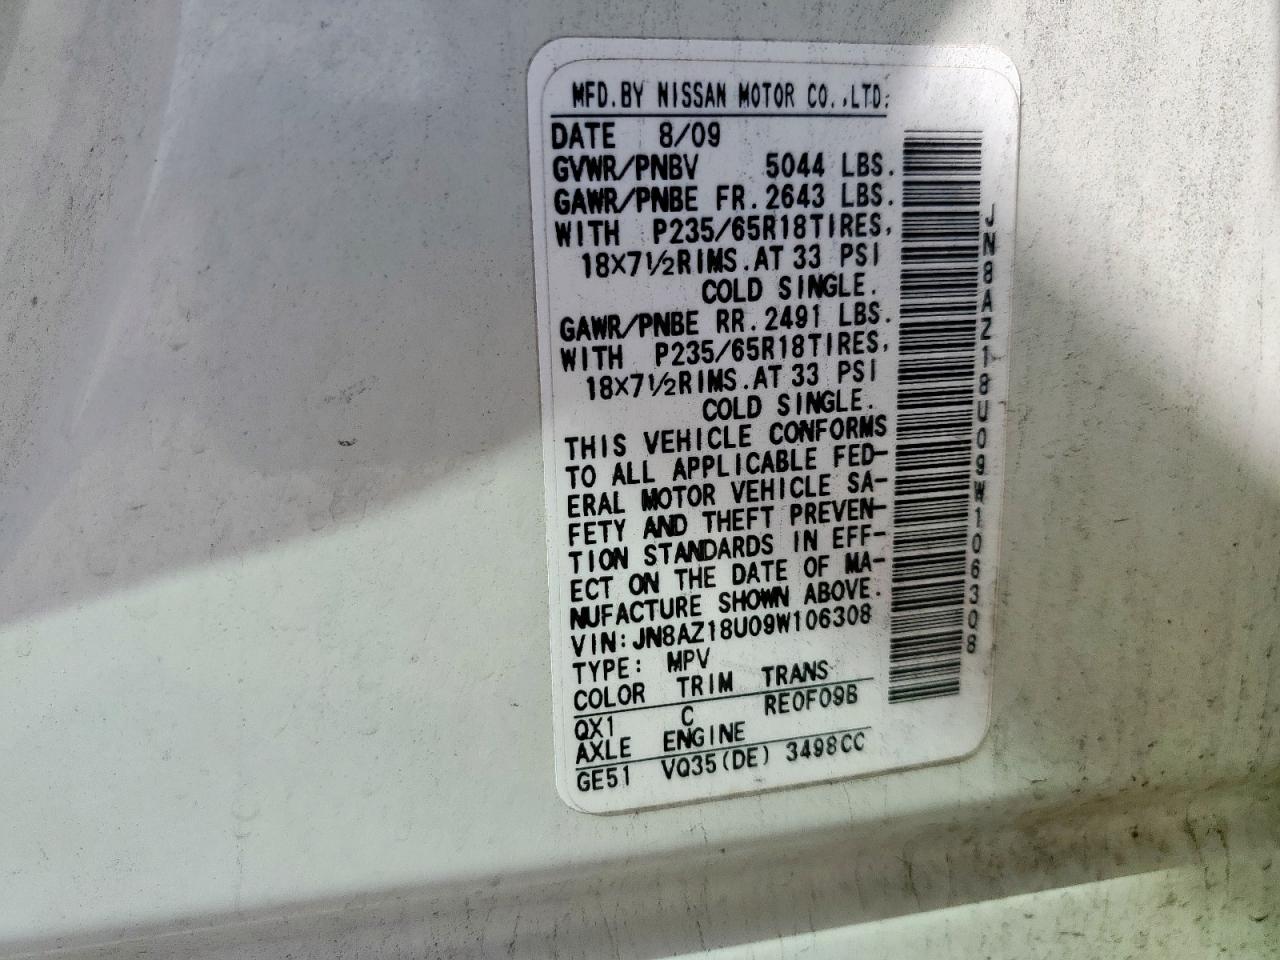 MFD.BY NISSAN MOTOR CO.,LTD.
DATE 8/09
GVWR/PNBV 5044 LBS.
GAWR/PNBE FR.2643 LBS.
WITH P235/65R18TIRES,
18×7½RIMS.AT 33 PSI
COLD SINGLE.
GAWR/PNBE RR.2491 LBS.
WITH P235/65R18TIRES,
18×7½RIMS.AT 33 PSI
COLD SINGLE.
THIS VEHICLE CONFORMS
TO ALL APPLICABLE FED-
ERAL MOTOR VEHICLE SA-
FETY AND THEFT PREVEN-
TION STANDARDS IN EFF-
ECT ON THE DATE OF MA-
NUFACTURE SHOWN ABOVE.
VIN:JN8AZ18U09W106308
TYPE: MPV
COLOR TRIM TRANS
QX1 C RE0F09B
AXLE ENGINE
GE51 VQ35(DE) 3498CC
JN8AZ18U09W106308